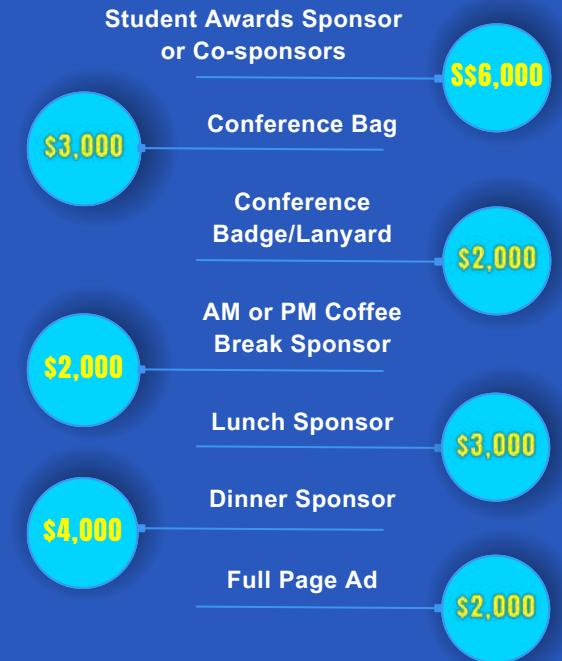 Student Awards Sponsor
or Co-sponsors
S$6,000
Conference Bag
$3,000
Conference
Badge/Lanyard
$2,000
AM or PM Coffee
Break Sponsor
$2,000
Lunch Sponsor
$3,000
Dinner Sponsor
$4,000
Full Page Ad
$2,000